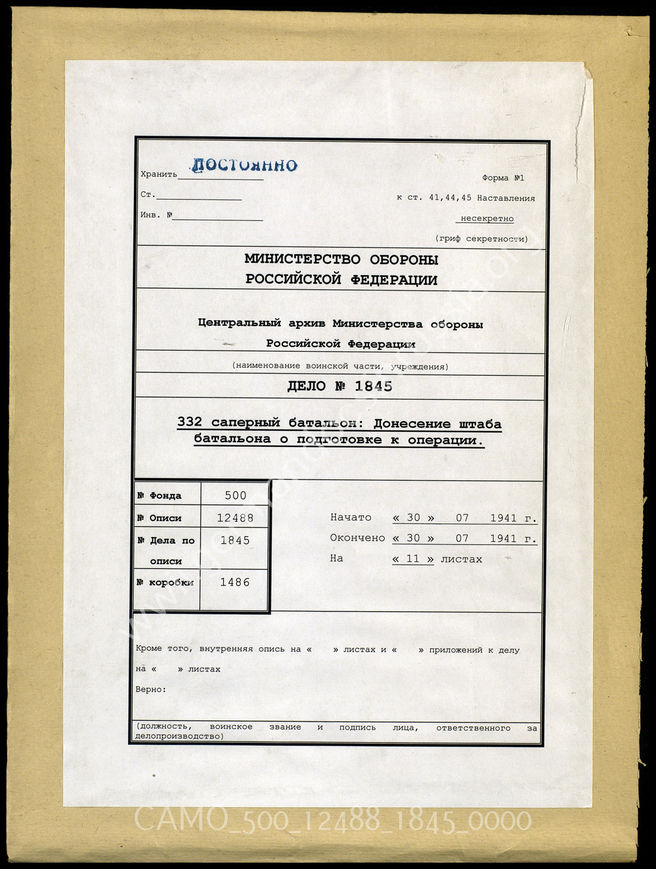 Хранить ПОСТОЯННО
Форма №1
Ст.
к ст. 41,44,45 Наставления
Инв. №
несекретно
(гриф секретности)
МИНИСТЕРСТВО ОБОРОНЫ
РОССИЙСКОЙ ФЕДЕРАЦИИ
Центральный архив Министерства обороны
Российской Федерации
(наименование воинской части, учреждения)
ДЕЛО № 1845
332 саперный батальон: Донесение штаба
батальона о подготовке к операции.
№ Фонда 500
№ Описи 12488
№ Дела по описи 1845
№ коробки 1486
Начато « 30 » 07 1941 г.
Окончено « 30 » 07 1941 г.
На « 11 » листах
Кроме того, внутренняя опись на « » листах и « » приложений к делу
на « » листах
Верно:
(должность, воинское звание и подпись лица, ответственного за
делопроизводство)
CAMO_500_12488_1845_0000